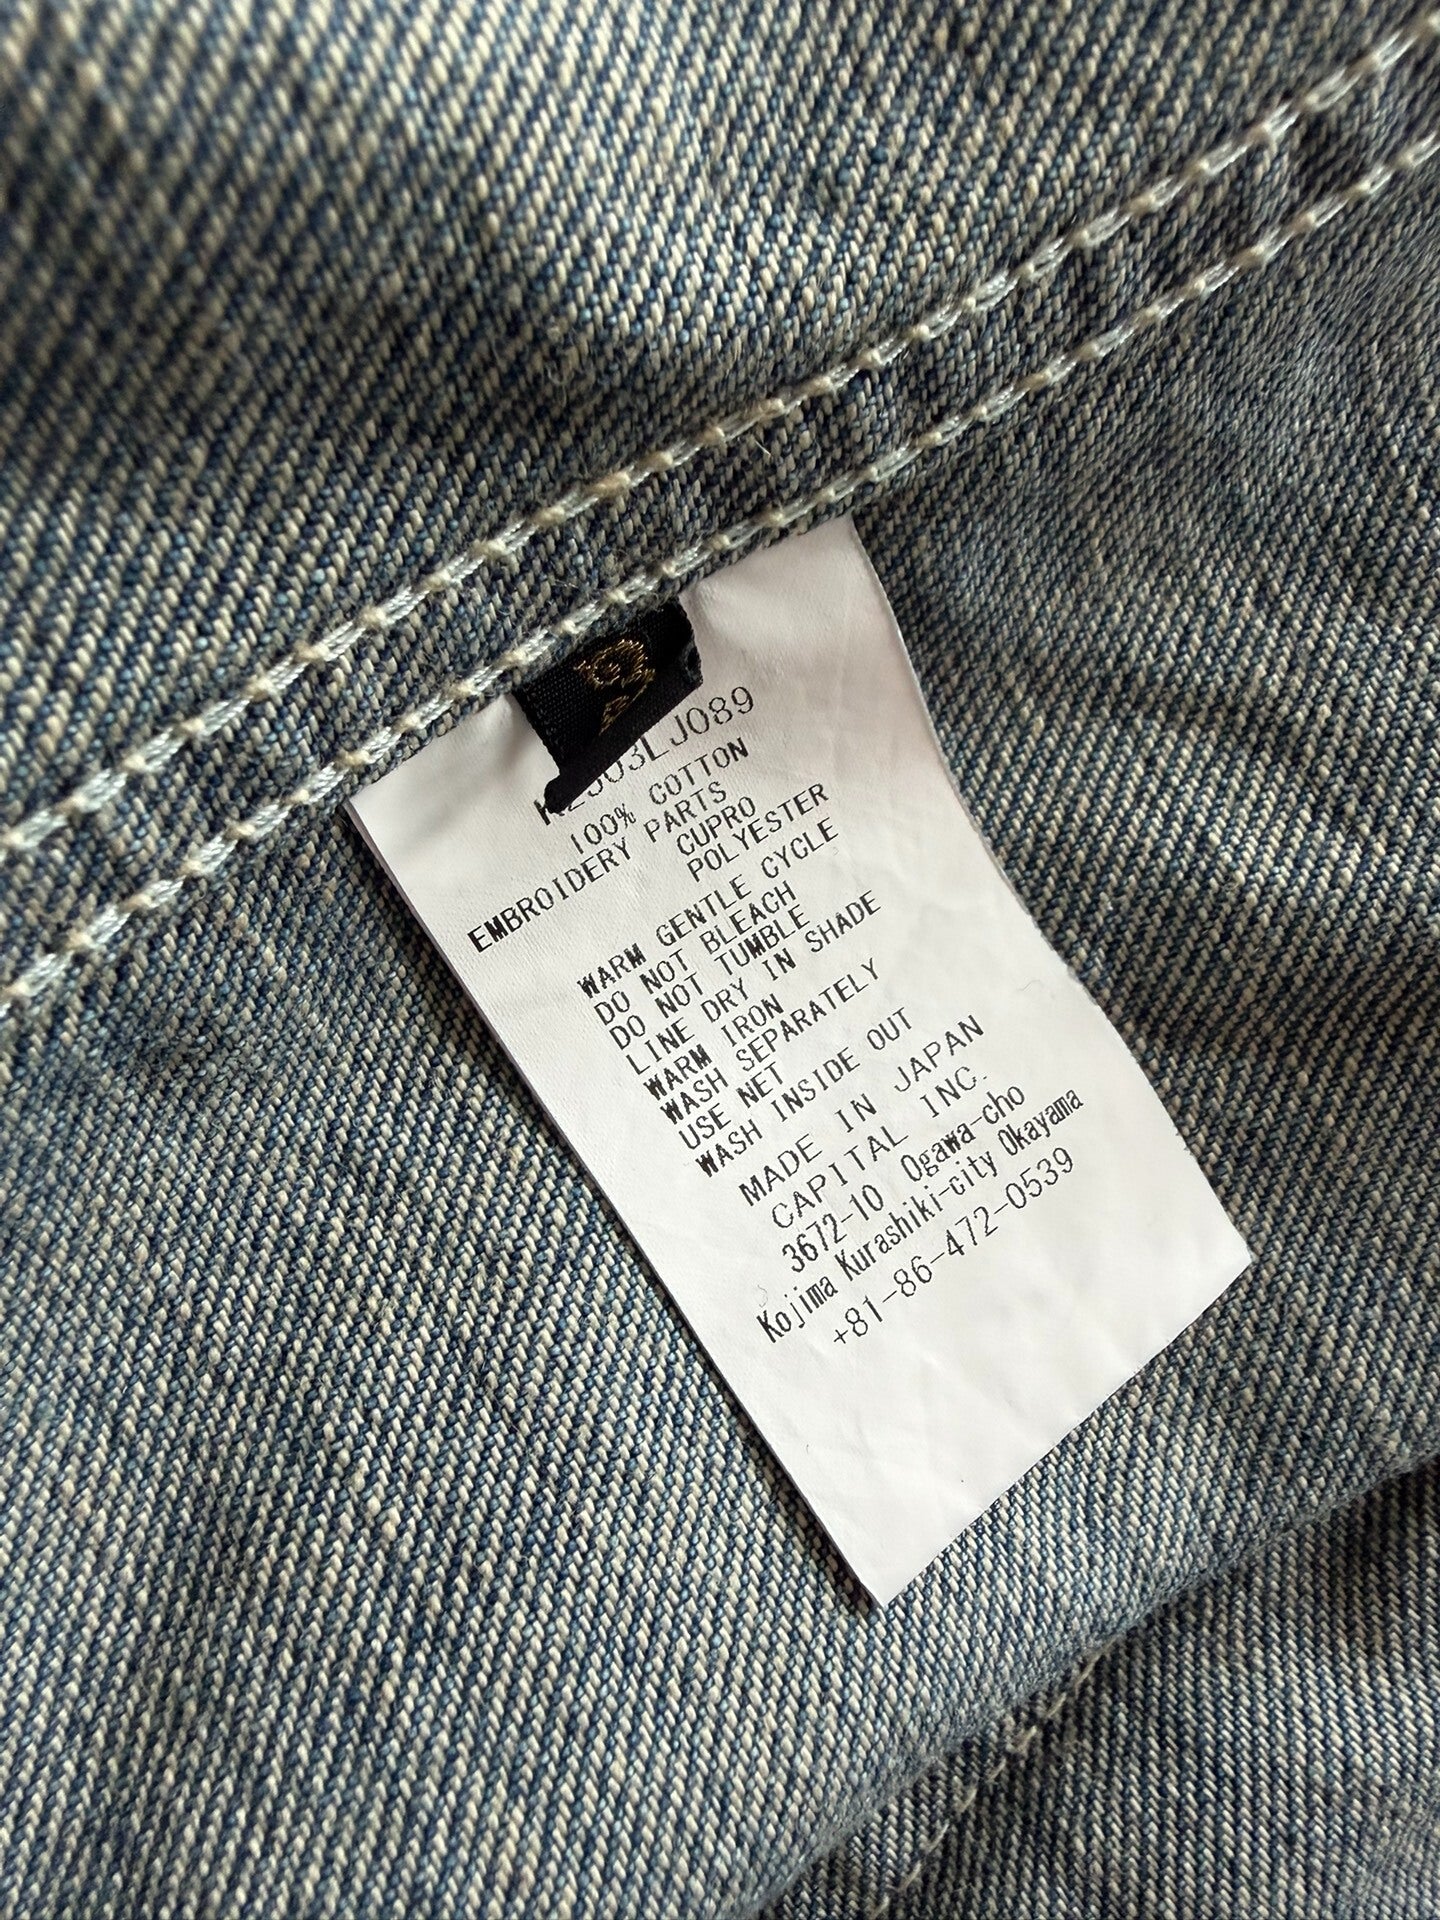 K2503LJ089
100% COTTON
EMBROIDERY PARTS
CUPRO
POLYESTER
WARM GENTLE CYCLE
DO NOT BLEACH
DO NOT TUMBLE
LINE DRY IN SHADE
WARM IRON
WASH SEPARATELY
USE NET
WASH INSIDE OUT
MADE IN JAPAN
CAPITAL INC.
3672-10 Ogawa-cho
Kojima Kurashiki-city Okayama
+81-86-472-0539